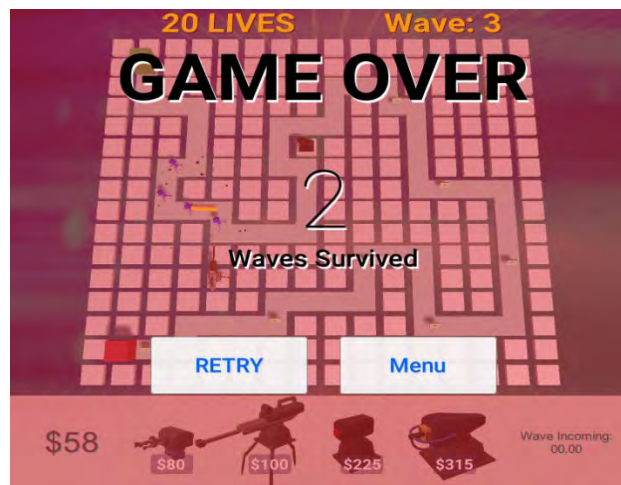 20 LIVES Wave: 3
GAME OVER
2
Waves Survived
RETRY Menu
$58 $80 $100 $225 $315 Wave Incoming:
00.00